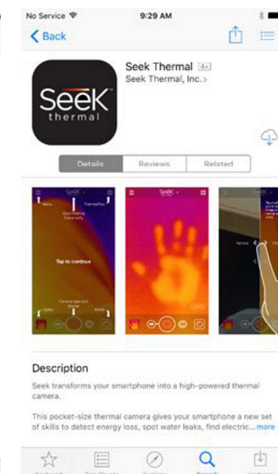 No Service
9:29 AM
Back
Seek Thermal 4+
Seek Thermal, Inc.
SeeK
thermal
Details
Reviews
Related
Tap to continue
Description
Seek transforms your smartphone into a high-powered thermal
camera.
This pocket-size thermal camera gives your smartphone a new set
of skills to detect energy loss, spot water leaks, find electric...more